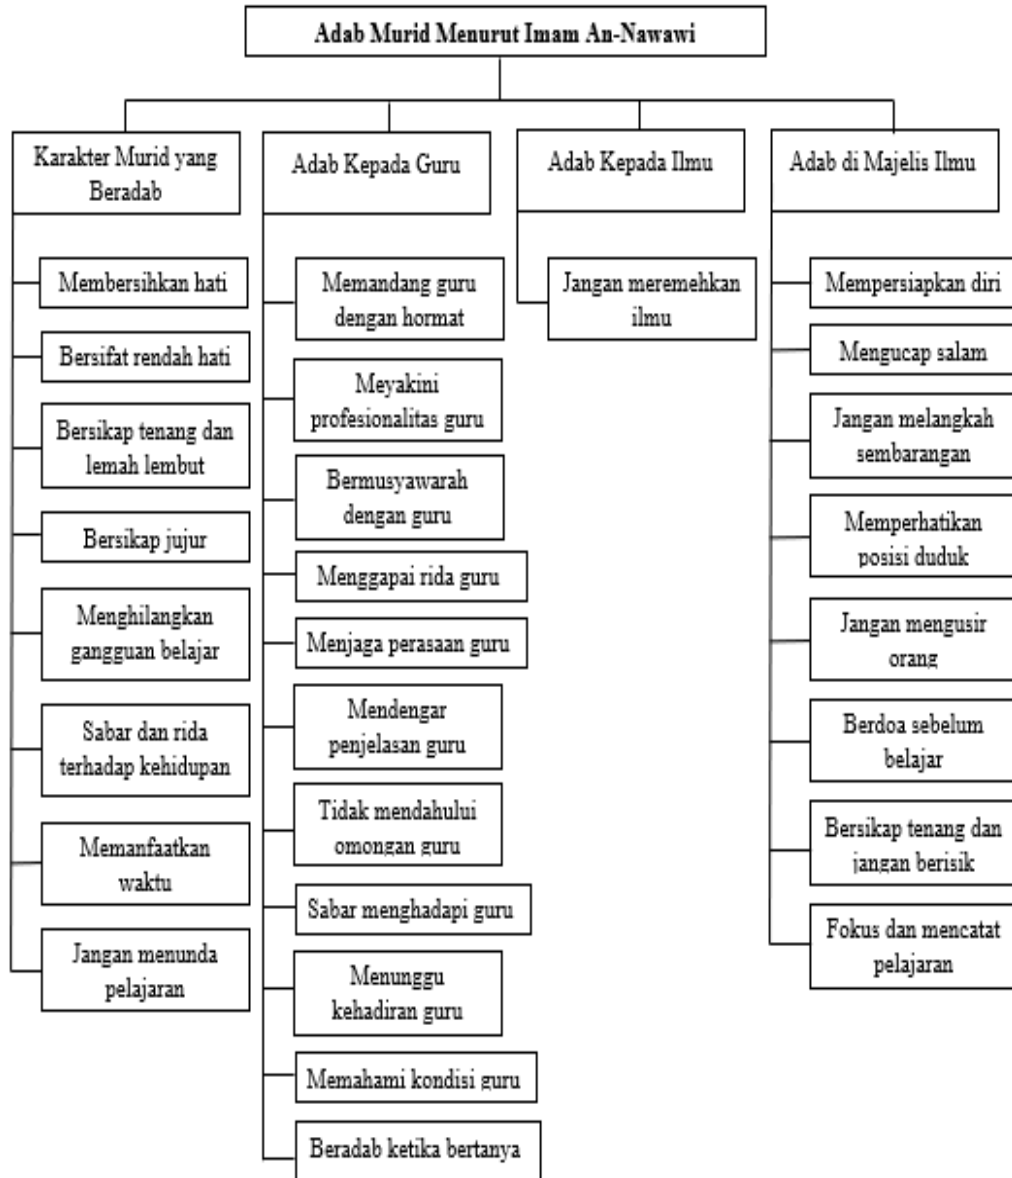 Adab Murid Menurut Imam An-Nawawi
Karakter Murid yang
Beradab
Membersihkan hati
Bersifat rendah hati
Bersikap tenang dan
lemah lembut
Bersikap jujur
Menghilangkan
gangguan belajar
Sabar dan rida
terhadap kehidupan
Memanfaatkan
waktu
Jangan menunda
pelajaran
Adab Kepada Guru
Memandang guru
dengan hormat
Meyakini
profesionalitas guru
Bermusyawarah
dengan guru
Menggapai rida guru
Menjaga perasaan guru
Mendengar
penjelasan guru
Tidak mendahului
omongan guru
Sabar menghadapi guru
Menunggu
kehadiran guru
Memahami kondisi guru
Beradab ketika bertanya
Adab Kepada Ilmu
Jangan meremehkan
ilmu
Adab di Majelis Ilmu
Mempersiapkan diri
Mengucap salam
Jangan melangkah
sembarangan
Memperhatikan
posisi duduk
Jangan mengusir
orang
Berdoa sebelum
belajar
Bersikap tenang dan
jangan berisik
Fokus dan mencatat
pelajaran